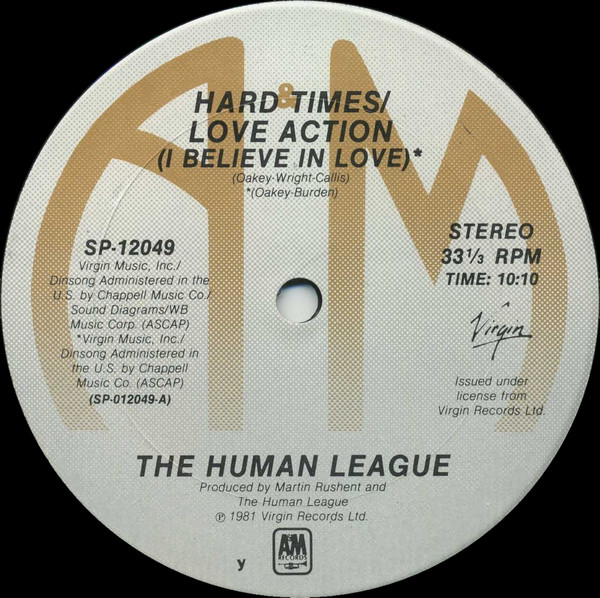 HARD TIMES/
LOVE ACTION
(I BELIEVE IN LOVE)*
(Oakey-Wright-Callis)
*(Oakey-Burden)
SP-12049
Virgin Music, Inc./
Dinsong Administered in the
U.S. by Chappell Music Co./
Sound Diagrams/WB
Music Corp. (ASCAP)
*Virgin Music, Inc./
Dinsong Administered in
the U.S. by Chappell
Music Co. (ASCAP)
(SP-012049-A)
STEREO
33 1/3 RPM
TIME: 10:10
Virgin
Issued under
license from
Virgin Records Ltd.
A&M
THE HUMAN LEAGUE
Produced by Martin Rushent and
The Human League
℗ 1981 Virgin Records Ltd.
A&M
RECORDS
y